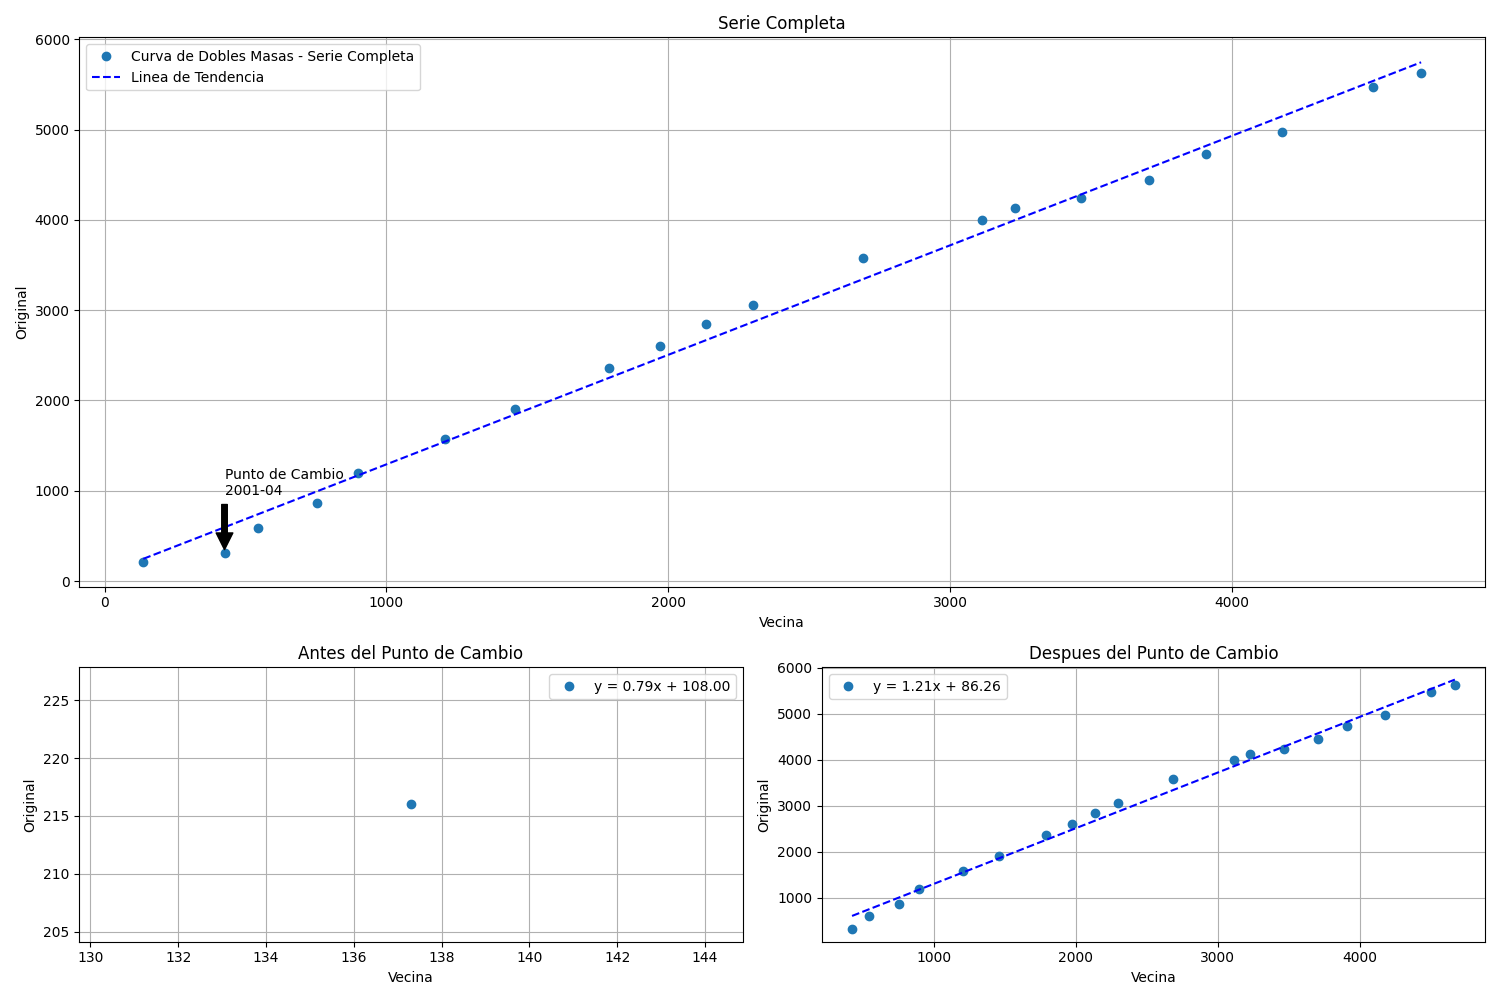 Serie Completa
Curva de Dobles Masas - Serie Completa
Linea de Tendencia
6000
5000
4000
3000
2000
1000
0
Original
Punto de Cambio
2001-04
0 1000 2000 3000 4000
Vecina
Antes del Punto de Cambio
y = 0.79x + 108.00
225
220
215
210
205
Original
130 132 134 136 138 140 142 144
Vecina
Despues del Punto de Cambio
y = 1.21x + 86.26
6000
5000
4000
3000
2000
1000
Original
1000 2000 3000 4000
Vecina